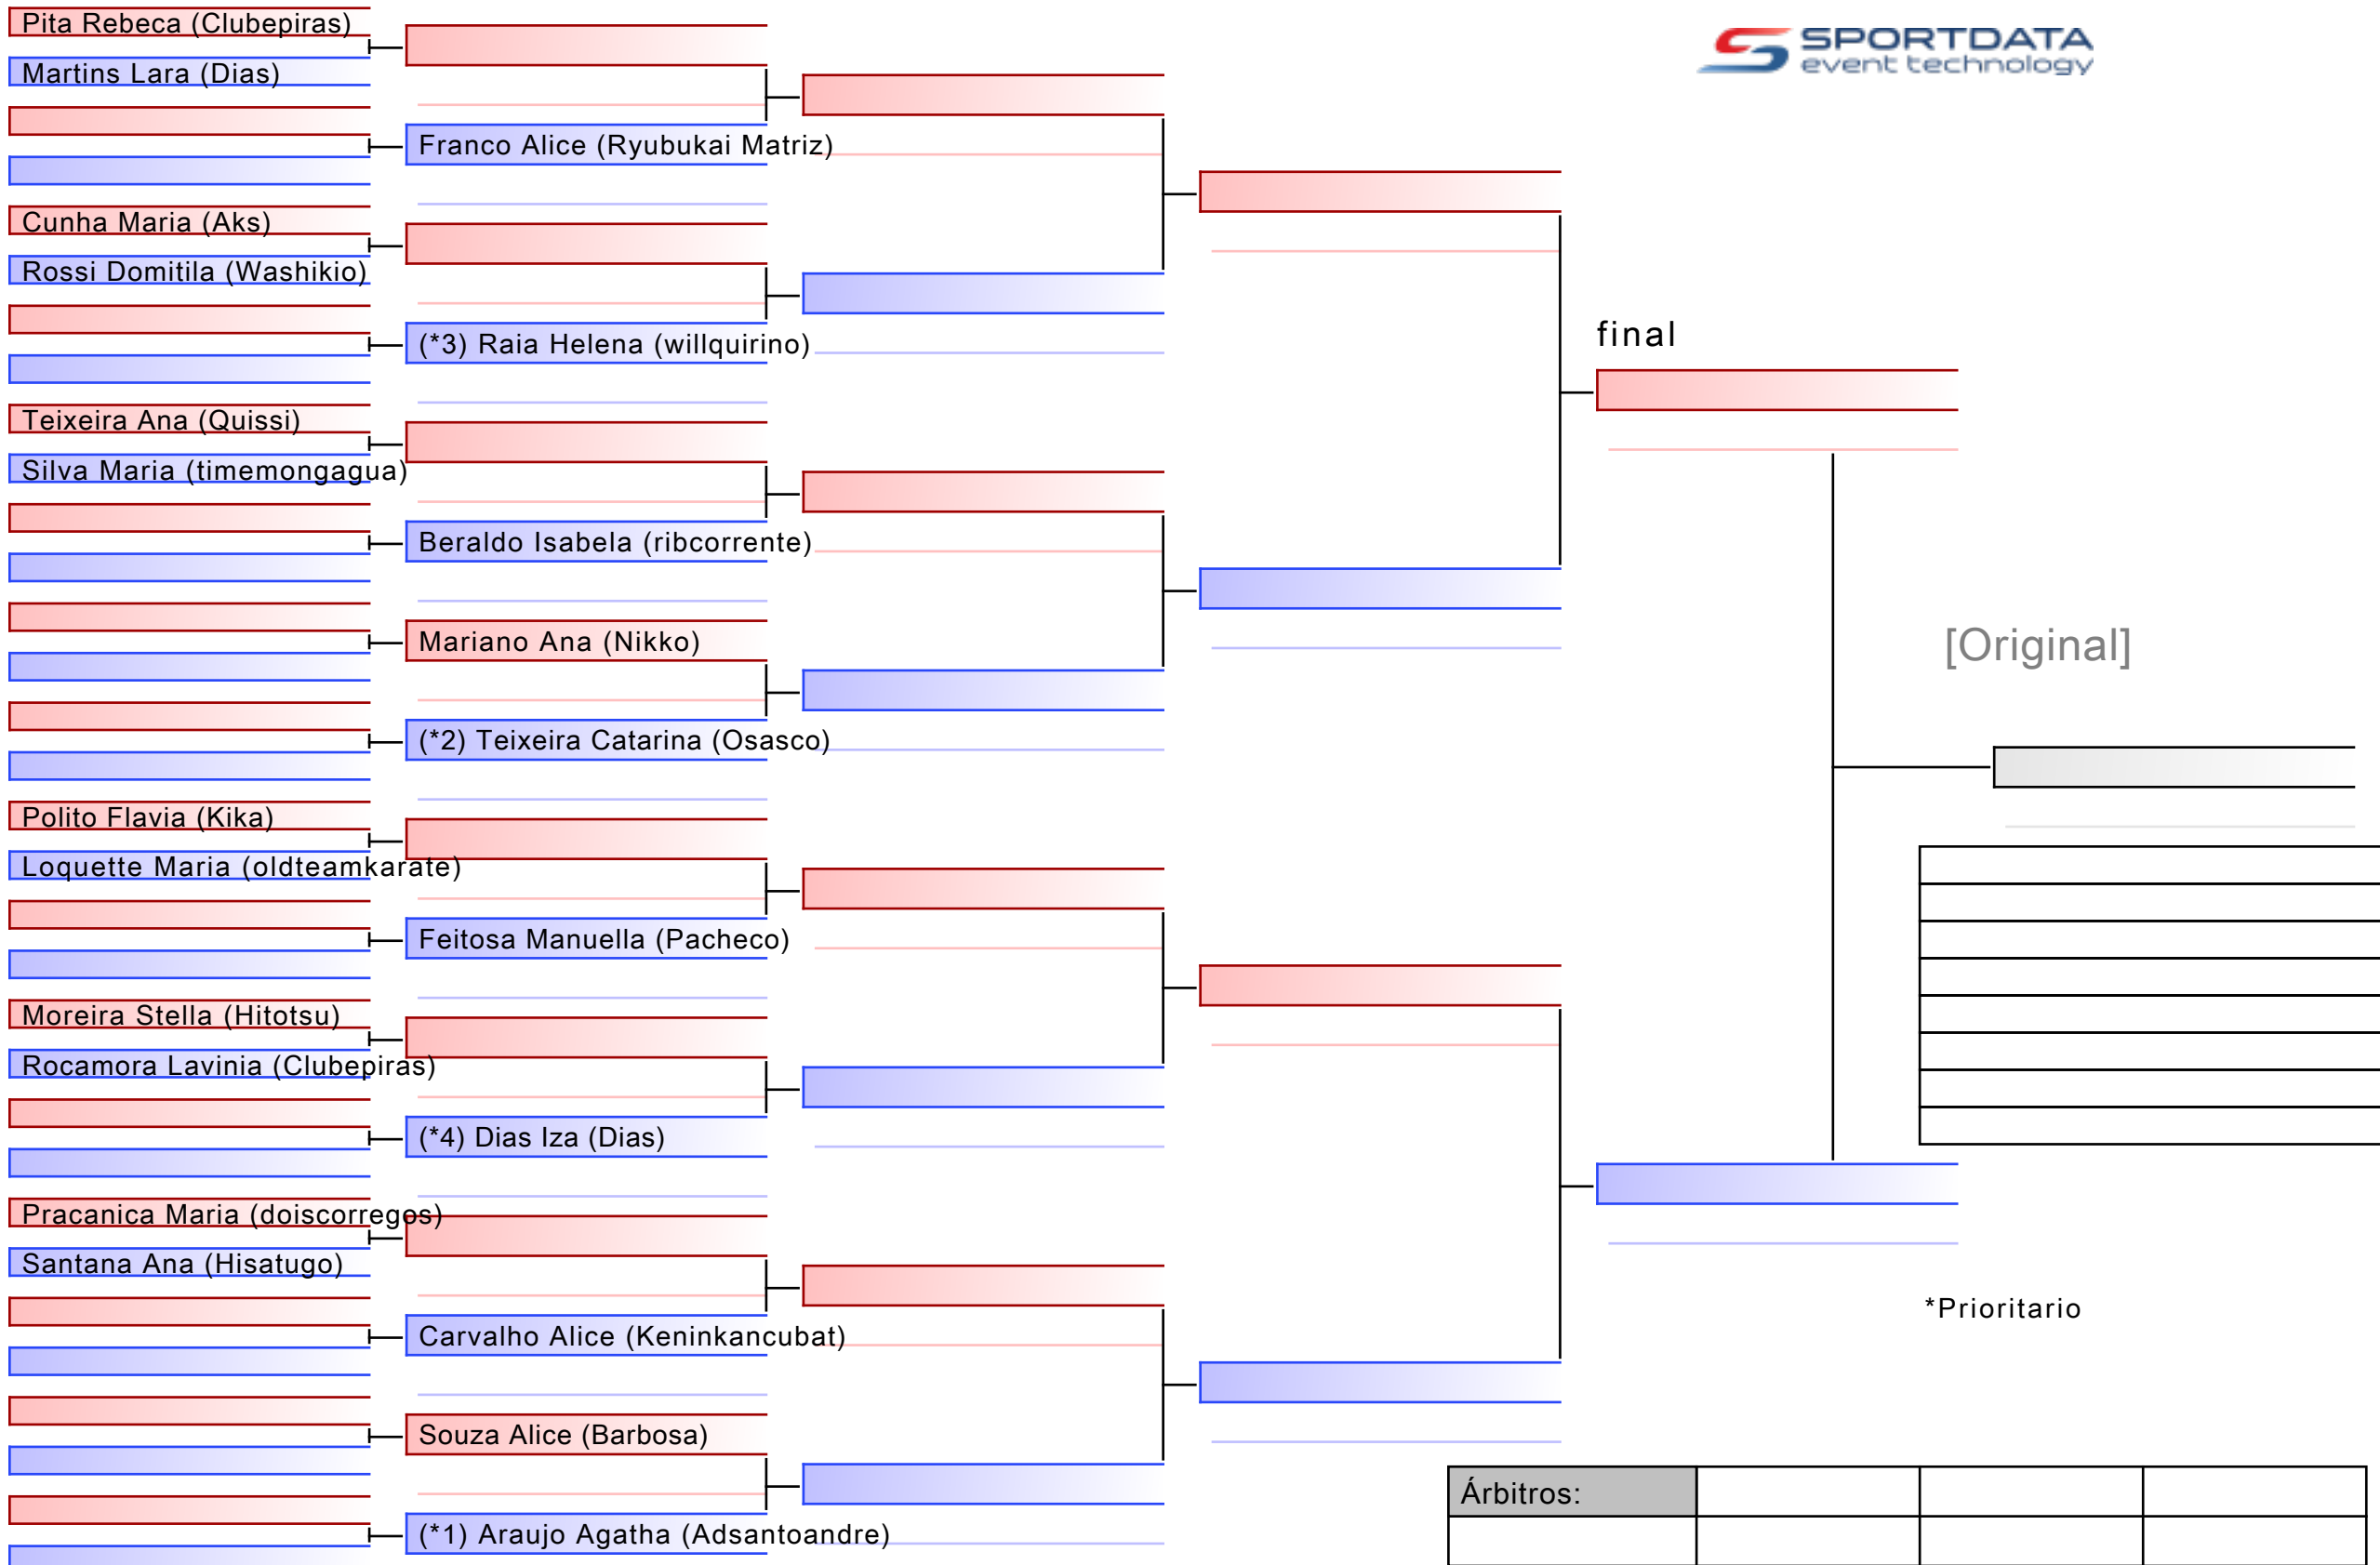 Pita Rebeca (Clubepiras)
Martins Lara (Dias)
Franco Alice (Ryubukai Matriz)
Cunha Maria (Aks)
Rossi Domitila (Washikio)
(*3) Raia Helena (willquirino)
Teixeira Ana (Quissi)
Silva Maria (timemongagua)
Beraldo Isabela (ribcorrente)
Mariano Ana (Nikko)
(*2) Teixeira Catarina (Osasco)
Polito Flavia (Kika)
Loquette Maria (oldteamkarate)
Feitosa Manuella (Pacheco)
Moreira Stella (Hitotsu)
Rocamora Lavinia (Clubepiras)
(*4) Dias Iza (Dias)
Pracanica Maria (doiscorregos)
Santana Ana (Hisatugo)
Carvalho Alice (Keninkancubat)
Souza Alice (Barbosa)
(*1) Araujo Agatha (Adsantoandre)
SPORTDATA
event technology
final
[Original]
*Prioritario
Árbitros: